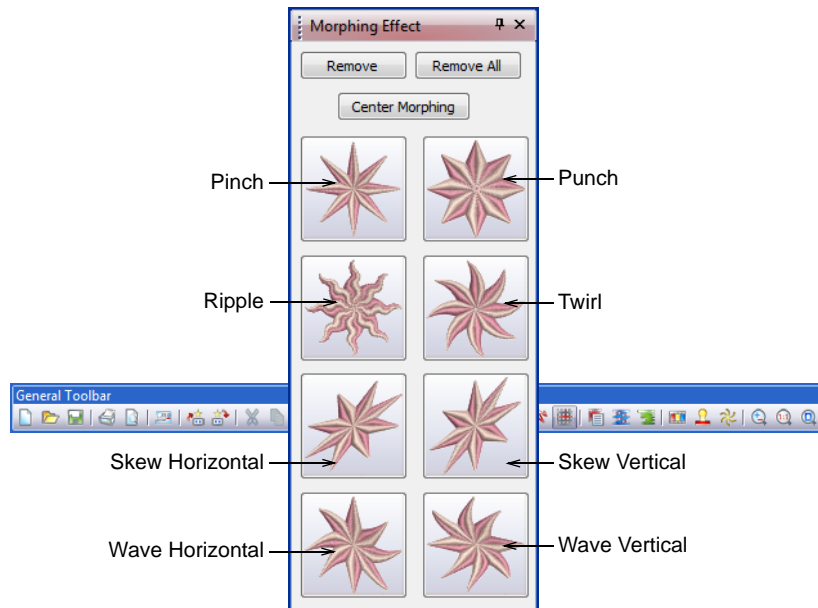 Morphing Effect
Remove
Remove All
Center Morphing
Pinch
Punch
Ripple
Twirl
General Toolbar
Skew Horizontal
Skew Vertical
Wave Horizontal
Wave Vertical